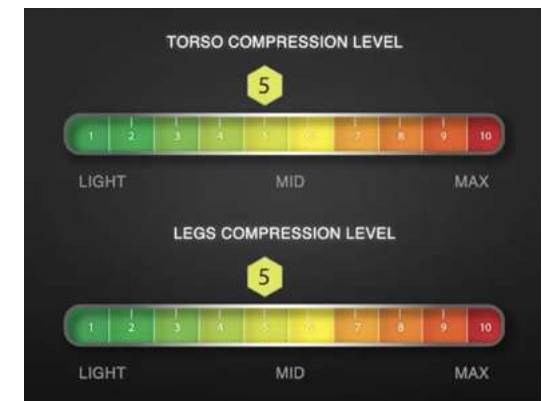 TORSO COMPRESSION LEVEL
5
1 2 3 4 5 6 7 8 9 10
LIGHT MID MAX
LEGS COMPRESSION LEVEL
5
1 2 3 4 5 6 7 8 9 10
LIGHT MID MAX